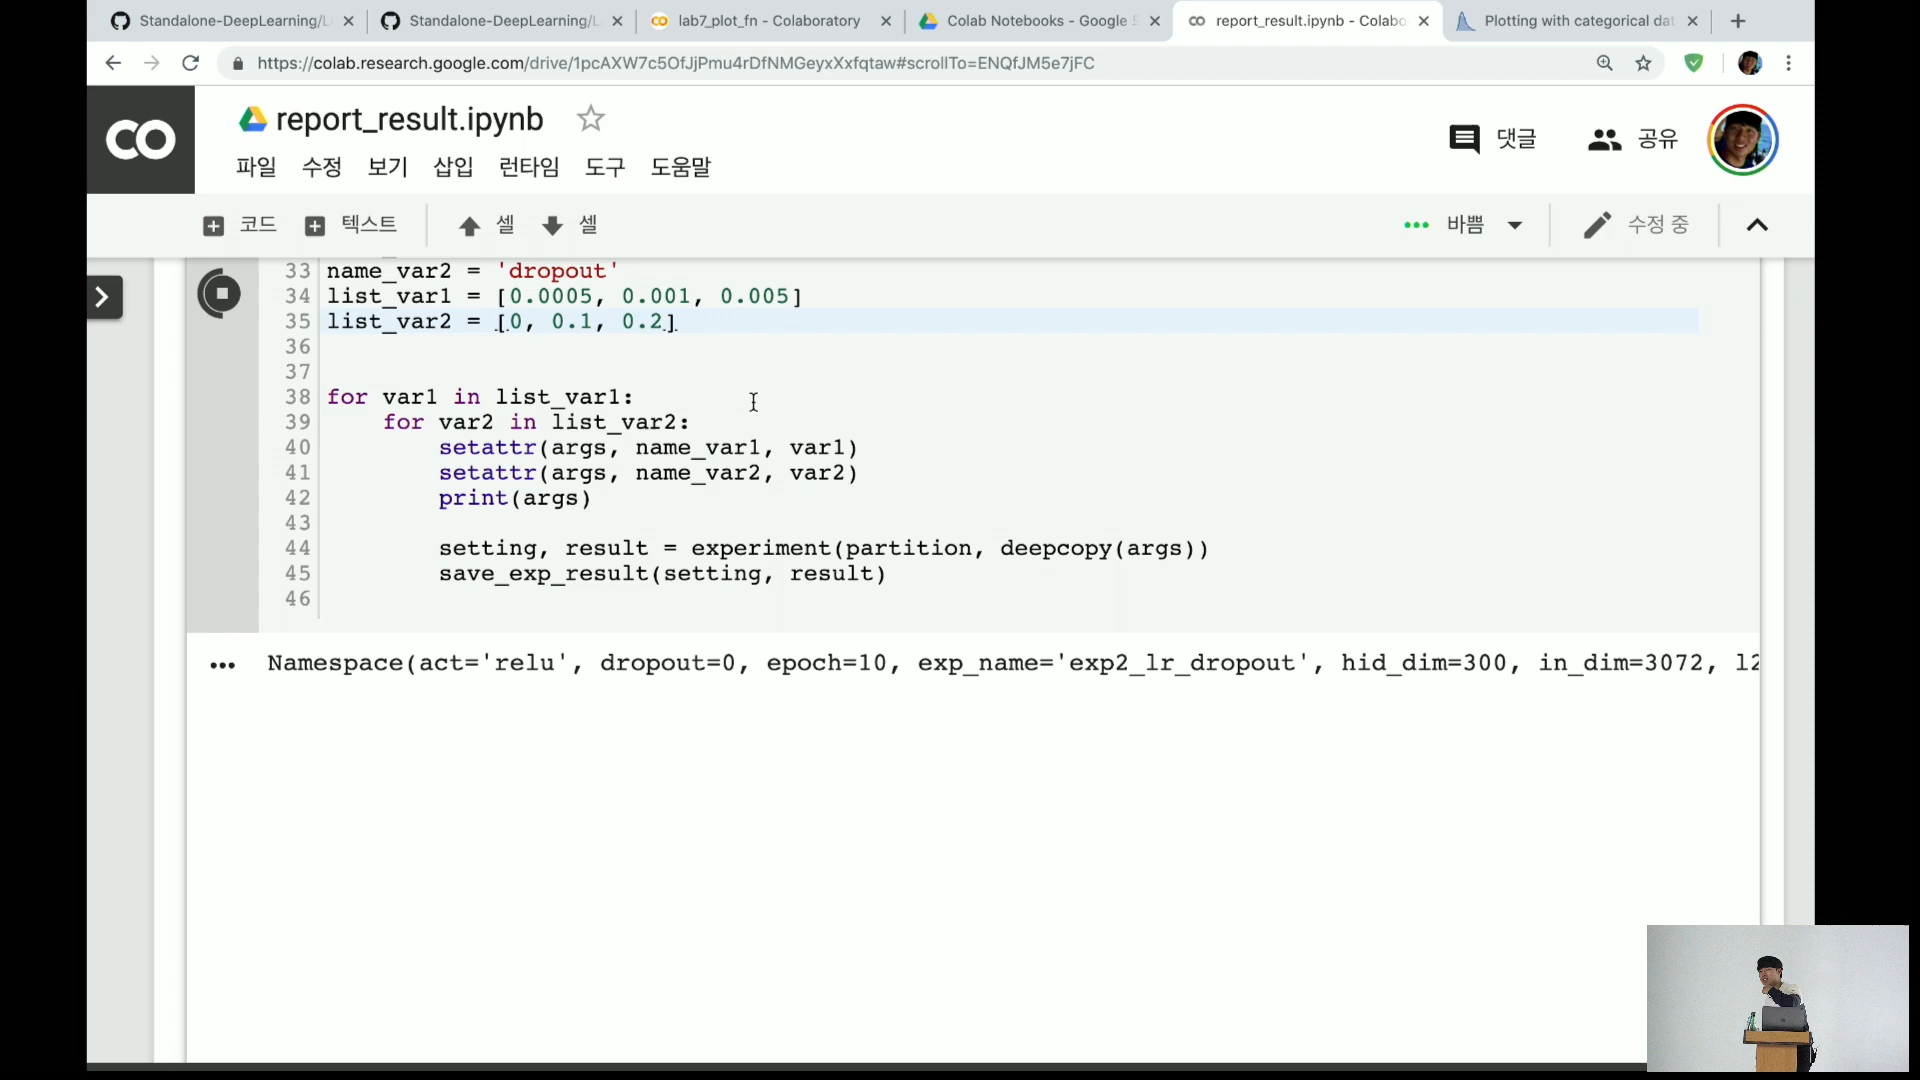 Standalone-DeepLearning/L
Standalone-DeepLearning/L
lab7_plot_fn - Colaboratory
Colab Notebooks - Google
report_result.ipynb - Colabo
Plotting with categorical dat
https://colab.research.google.com/drive/1pcAXW7c5OfJjPmu4rDfNMGeyxXxfqtaw#scrollTo=ENQfJM5e7jFC
report_result.ipynb
댓글
공유
파일 수정 보기 삽입 런타임 도구 도움말
코드 텍스트 셀 셀
바쁨
수정 중
33 name_var2 = 'dropout'
34 list_var1 = [0.0005, 0.001, 0.005]
35 list_var2 = [0, 0.1, 0.2]
36
37
38 for var1 in list_var1:
39 for var2 in list_var2:
40 setattr(args, name_var1, var1)
41 setattr(args, name_var2, var2)
42 print(args)
43
44 setting, result = experiment(partition, deepcopy(args))
45 save_exp_result(setting, result)
46
Namespace(act='relu', dropout=0, epoch=10, exp_name='exp2_lr_dropout', hid_dim=300, in_dim=3072, l2